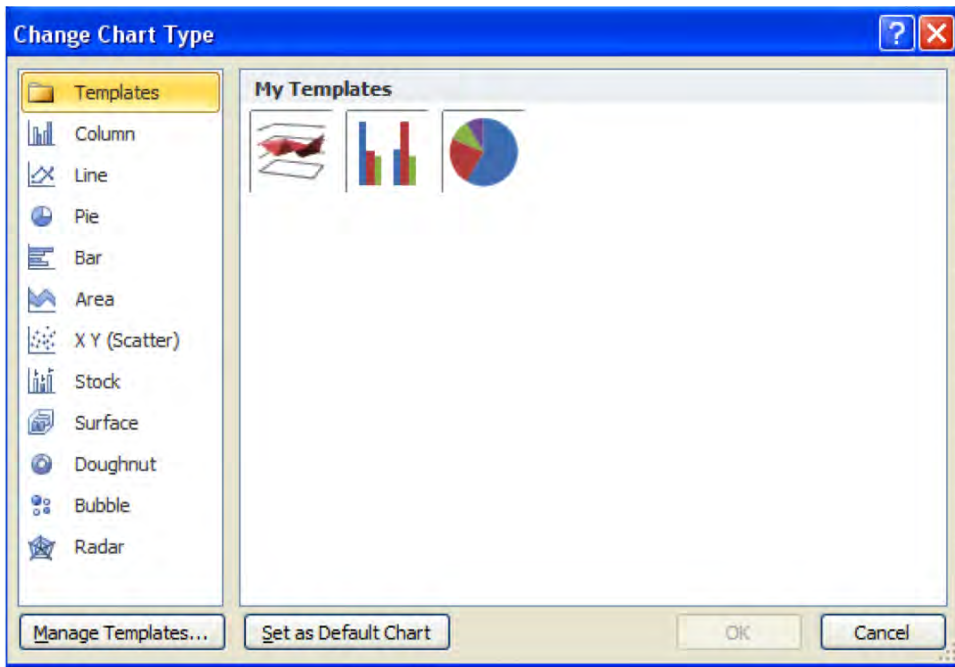 Change Chart Type
Templates
Column
Line
Pie
Bar
Area
X Y (Scatter)
Stock
Surface
Doughnut
Bubble
Radar
My Templates
Manage Templates...
Set as Default Chart
OK
Cancel